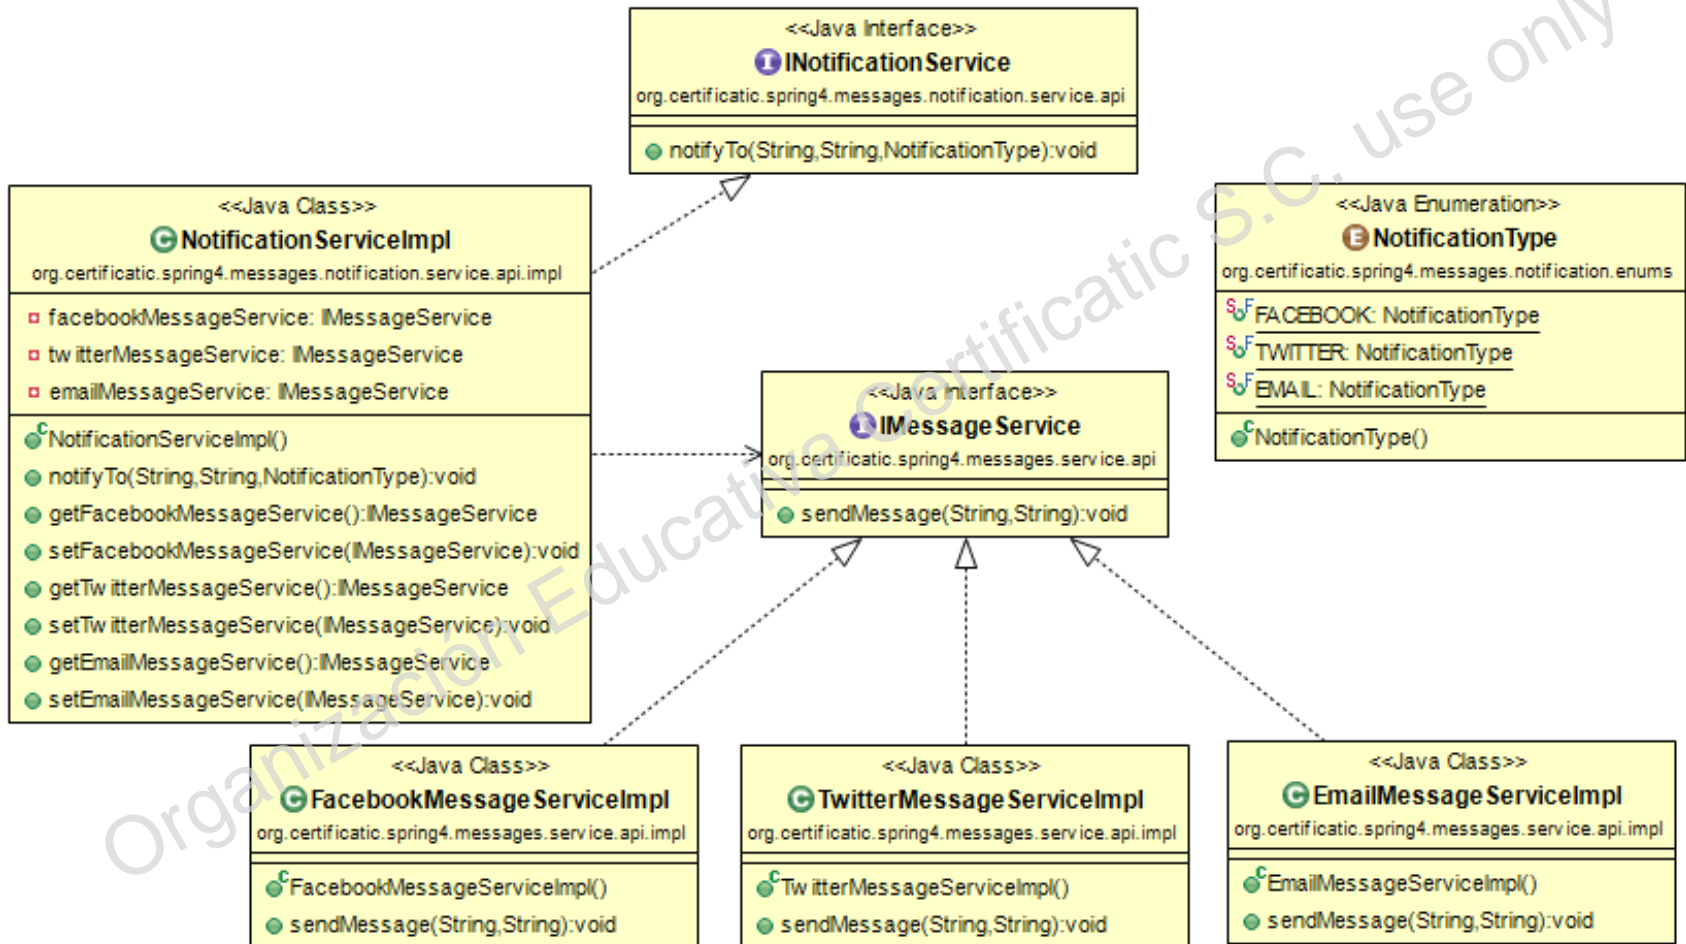 <<Java Interface>>
INotificationService
org.certificatic.spring4.messages.notification.service.api
notifyTo(String,String,NotificationType):void
<<Java Class>>
NotificationServiceImpl
org.certificatic.spring4.messages.notification.service.api.impl
facebookMessageService: IMessageService
twitterMessageService: IMessageService
emailMessageService: IMessageService
NotificationServiceImpl()
notifyTo(String,String,NotificationType):void
getFacebookMessageService():IMessageService
setFacebookMessageService(IMessageService):void
getTwitterMessageService():IMessageService
setTwitterMessageService(IMessageService):void
getEmailMessageService():IMessageService
setEmailMessageService(IMessageService):void
<<Java Enumeration>>
NotificationType
org.certificatic.spring4.messages.notification.enums
FACEBOOK: NotificationType
TWITTER: NotificationType
EMAIL: NotificationType
NotificationType()
<<Java Interface>>
IMessageService
org.certificatic.spring4.messages.service.api
sendMessage(String,String):void
<<Java Class>>
FacebookMessageServiceImpl
org.certificatic.spring4.messages.service.api.impl
FacebookMessageServiceImpl()
sendMessage(String,String):void
<<Java Class>>
TwitterMessageServiceImpl
org.certificatic.spring4.messages.service.api.impl
TwitterMessageServiceImpl()
sendMessage(String,String):void
<<Java Class>>
EmailMessageServiceImpl
org.certificatic.spring4.messages.service.api.impl
EmailMessageServiceImpl()
sendMessage(String,String):void
Organización Educativa Certificatic S.C. use only